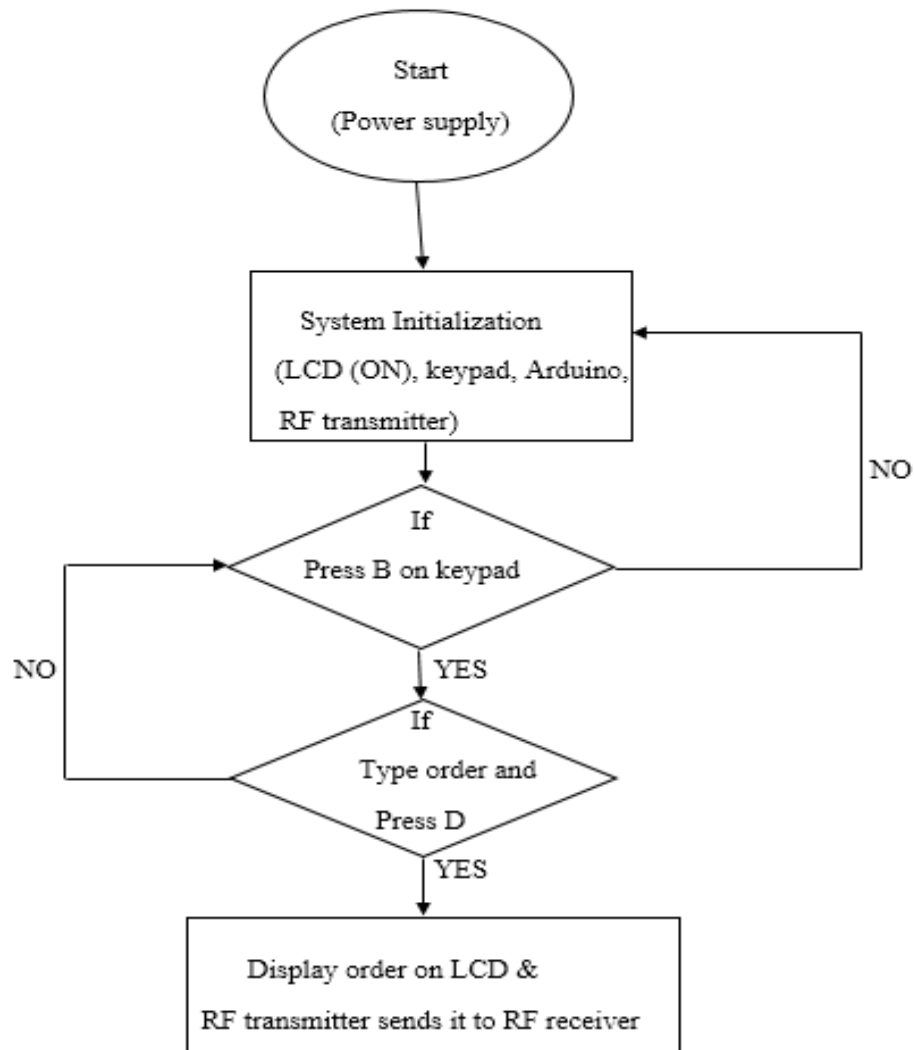 Start
(Power supply)
System Initialization
(LCD (ON), keypad, Arduino,
RF transmitter)
NO
If
Press B on keypad
NO
YES
If
Type order and
Press D
YES
Display order on LCD &
RF transmitter sends it to RF receiver